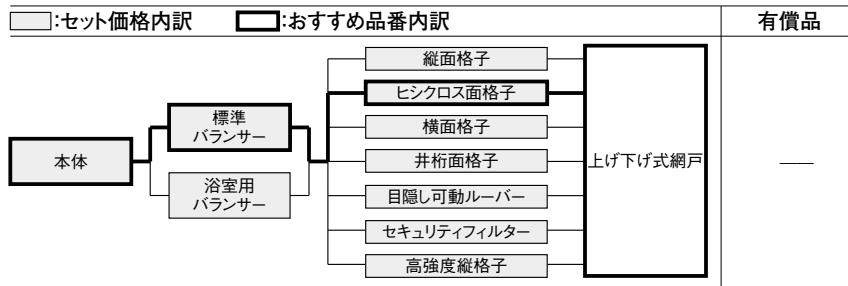 :セット価格内訳 :おすすめ品番内訳 有償品
縦面格子
ヒシクロス面格子
標準
バランサー
横面格子
本体
井桁面格子
上げ下げ式網戸
——
浴室用
バランサー
目隠し可動ルーバー
セキュリティフィルター
高強度縦格子